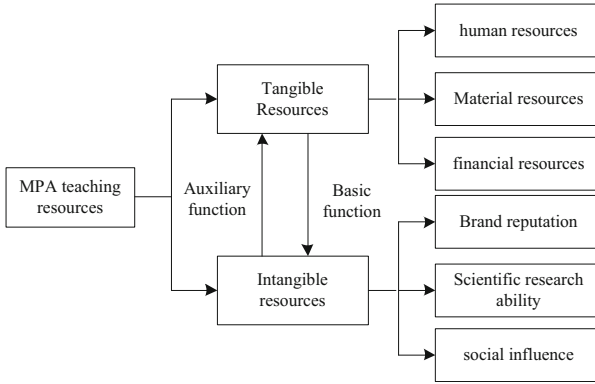 human resources
Tangible
Resources
Material resources
financial resources
MPA teaching
resources
Auxiliary
function
Basic
function
Brand reputation
Intangible
resources
Scientific research
ability
social influence